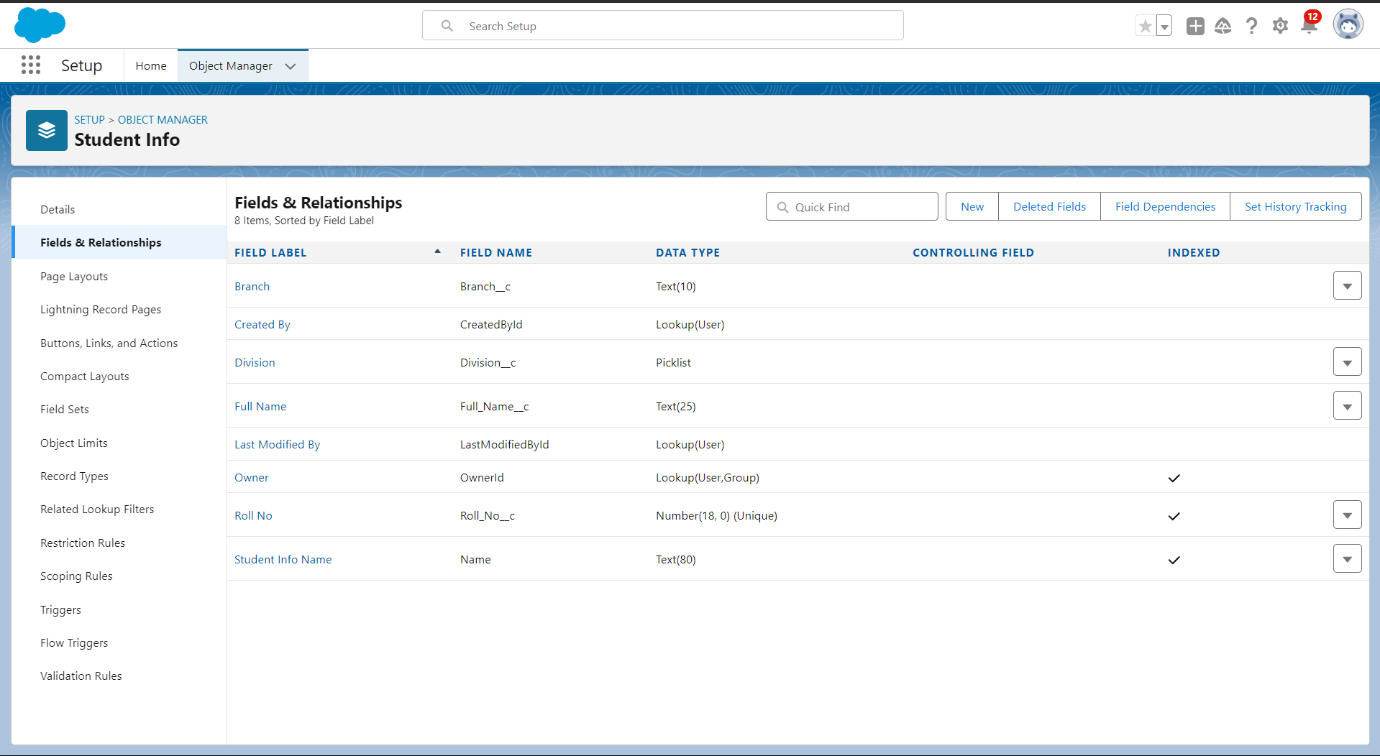 Search Setup
12
Setup
Home
Object Manager
SETUP > OBJECT MANAGER
Student Info
Details
Fields & Relationships
Page Layouts
Lightning Record Pages
Buttons, Links, and Actions
Compact Layouts
Field Sets
Object Limits
Record Types
Related Lookup Filters
Restriction Rules
Scoping Rules
Triggers
Flow Triggers
Validation Rules
Fields & Relationships
8 Items, Sorted by Field Label
Quick Find
New
Deleted Fields
Field Dependencies
Set History Tracking
FIELD LABEL FIELD NAME DATA TYPE CONTROLLING FIELD INDEXED
Branch Branch__c Text(10)
Created By CreatedById Lookup(User)
Division Division__c Picklist
Full Name Full_Name__c Text(25)
Last Modified By LastModifiedById Lookup(User)
Owner OwnerId Lookup(User,Group)
Roll No Roll_No__c Number(18, 0) (Unique)
Student Info Name Name Text(80)